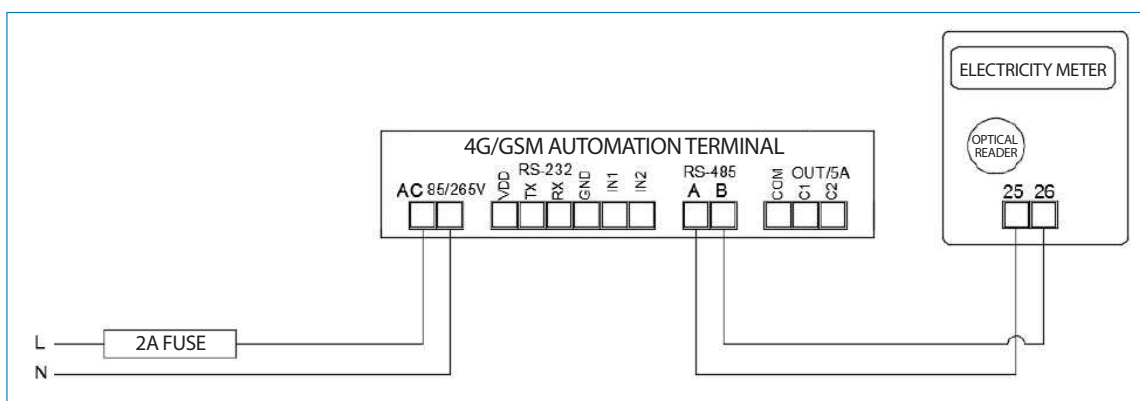 ELECTRICITY METER
OPTICAL
READER
25 26
4G/GSM AUTOMATION TERMINAL
AC 85/265V
RS-232
VDD TX RX GND IN1 IN2
RS-485
A B
OUT/5A
COM C1 C2
L 2A FUSE
N